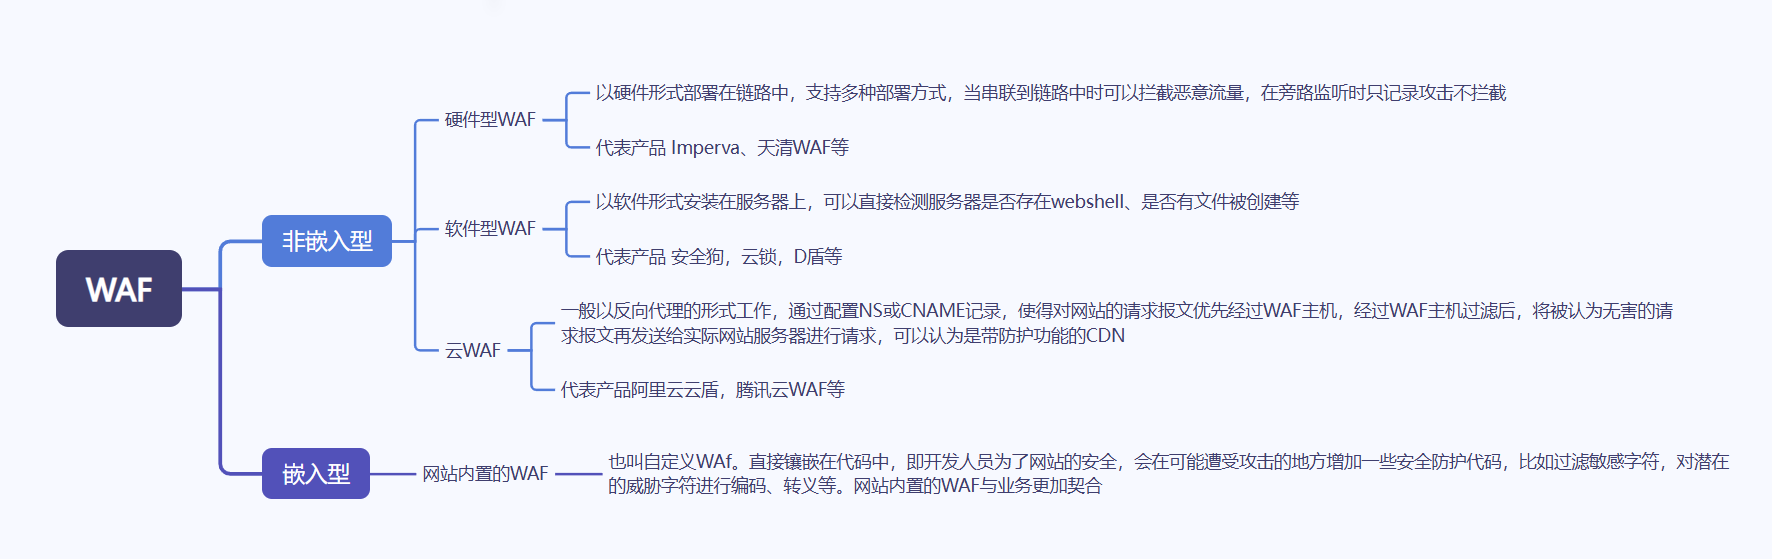 WAF
非嵌入型
硬件型WAF
以硬件形式部署在链路中，支持多种部署方式，当串联到链路中时可以拦截恶意流量，在旁路监听时只记录攻击不拦截
代表产品 Imperva、天清WAF等
软件型WAF
以软件形式安装在服务器上，可以直接检测服务器是否存在webshell、是否有文件被创建等
代表产品 安全狗，云锁，D盾等
云WAF
一般以反向代理的形式工作，通过配置NS或CNAME记录，使得对网站的请求报文优先经过WAF主机，经过WAF主机过滤后，将被认为无害的请
求报文再发送给实际网站服务器进行请求，可以认为是带防护功能的CDN
代表产品阿里云云盾，腾讯云WAF等
嵌入型
网站内置的WAF
也叫自定义WAf。直接镶嵌在代码中，即开发人员为了网站的安全，会在可能遭受攻击的地方增加一些安全防护代码，比如过滤敏感字符，对潜在
的威胁字符进行编码、转义等。网站内置的WAF与业务更加契合